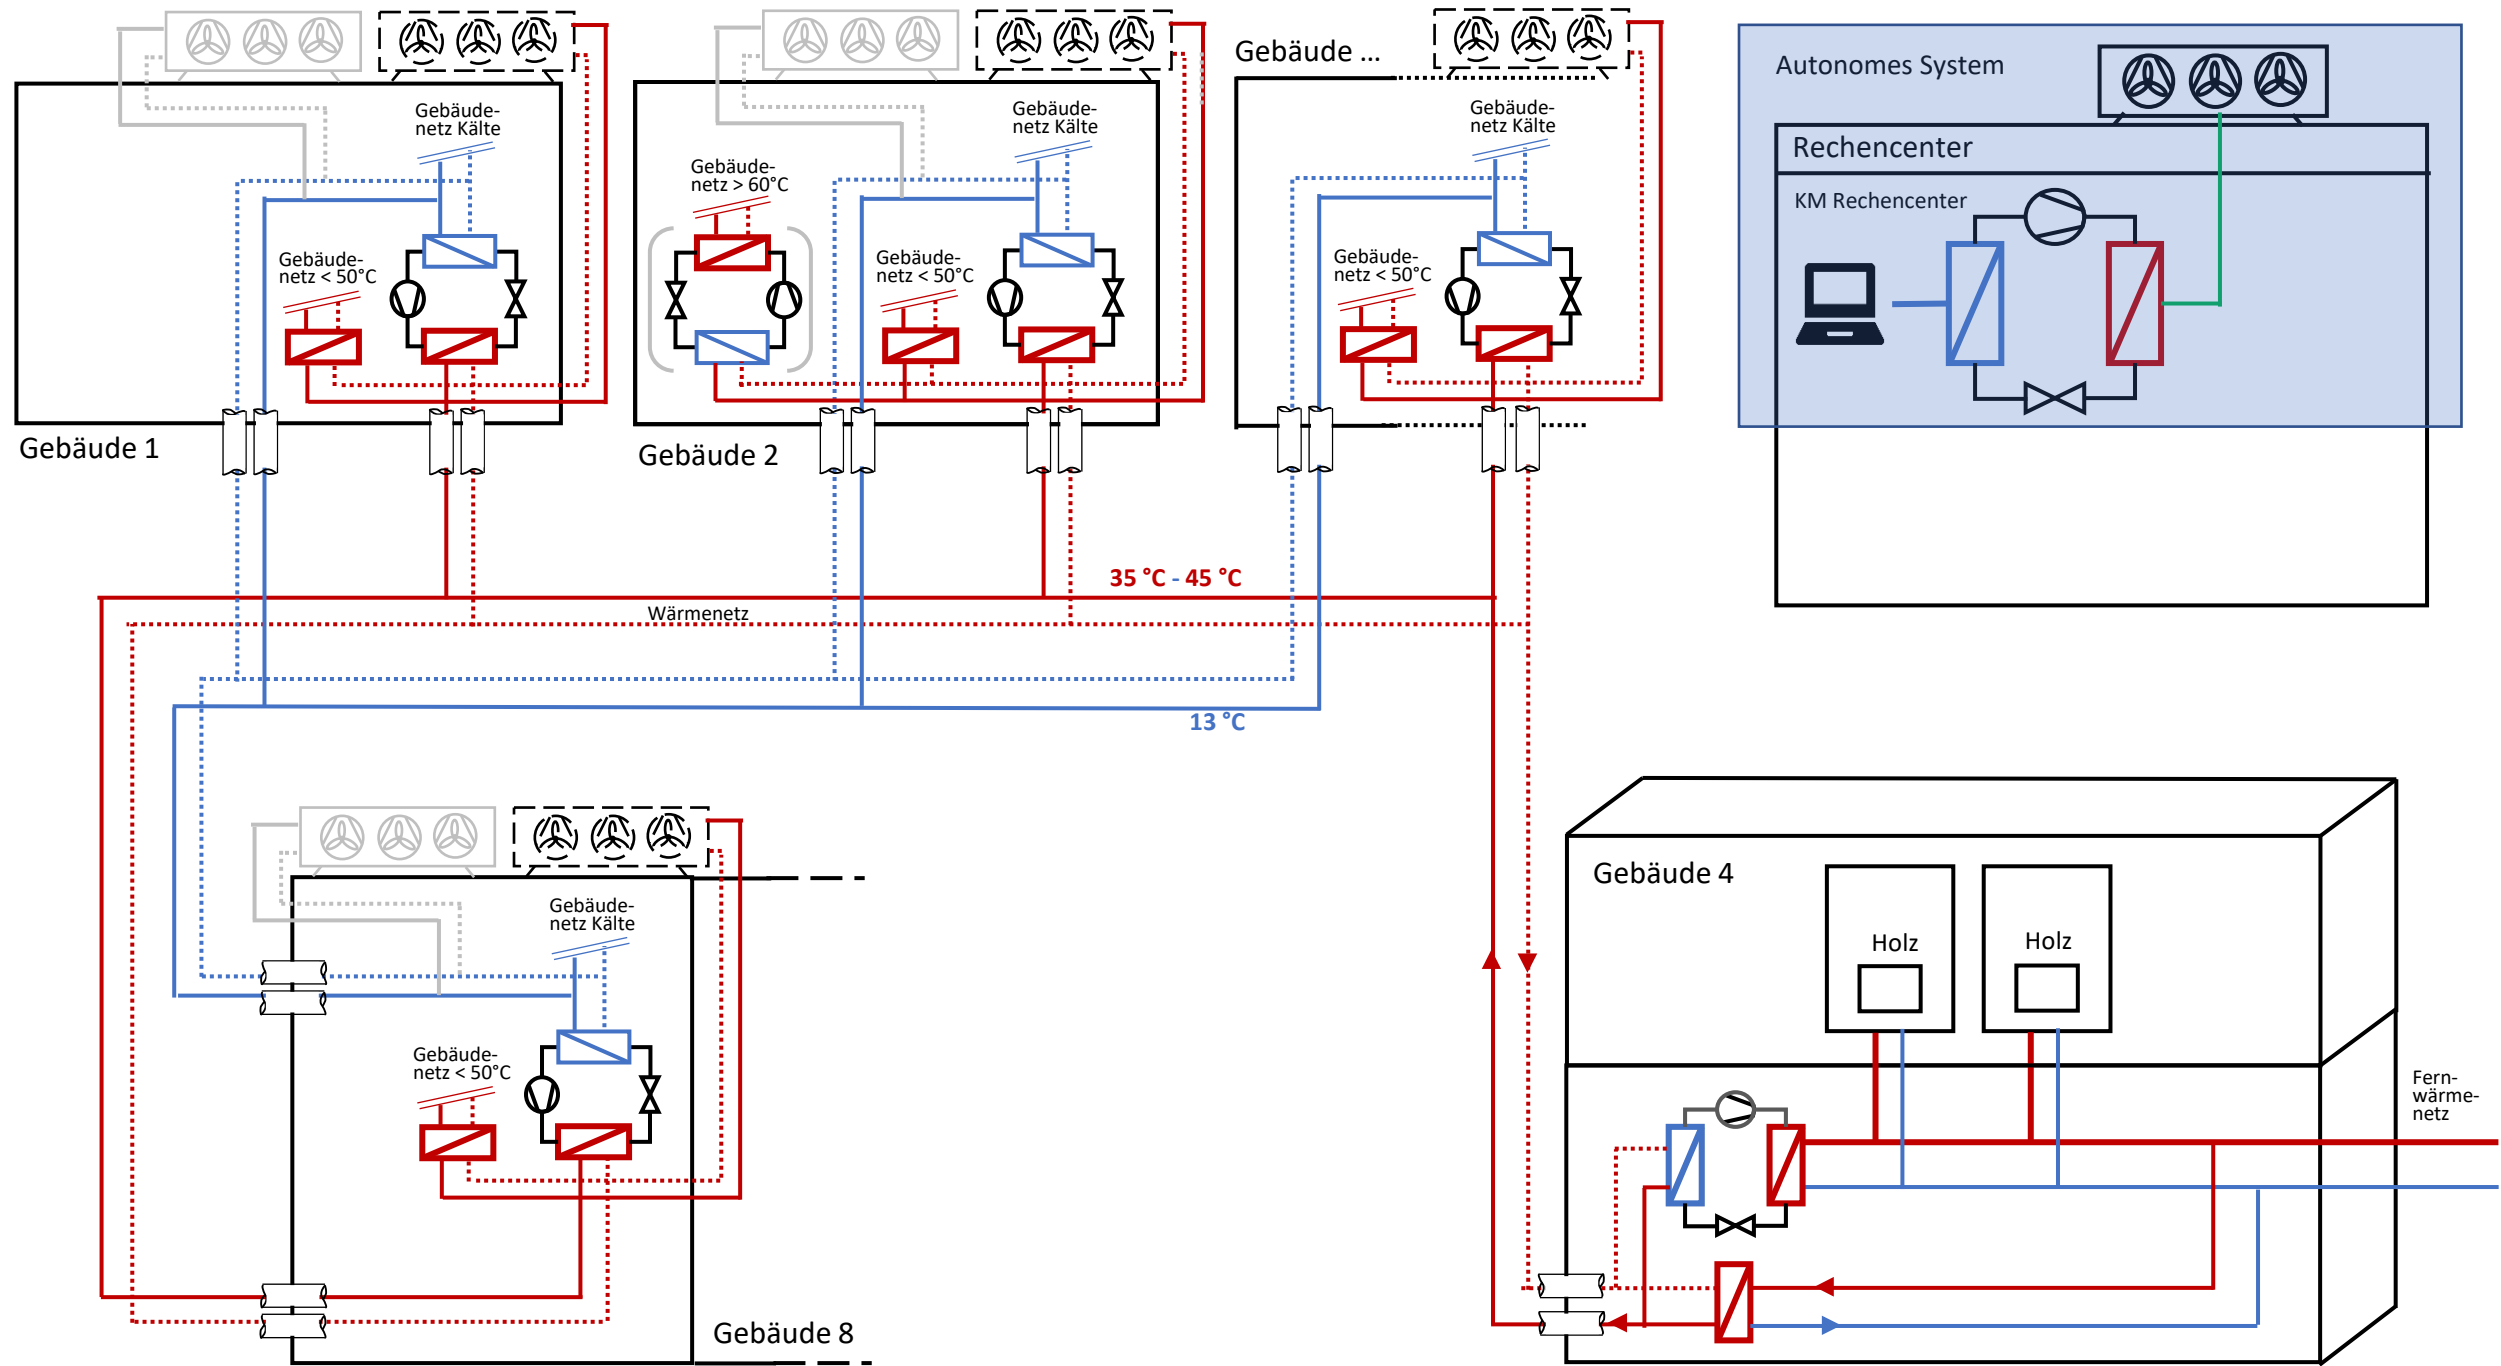 Gebäude ...
Autonomes System
Gebäude-
netz Kälte
Gebäude-
netz Kälte
Gebäude-
netz Kälte
Rechencenter
Gebäude-
netz > 60°C
KM Rechencenter
Gebäude-
netz < 50°C
Gebäude-
netz < 50°C
Gebäude-
netz < 50°C
Gebäude 1
Gebäude 2
35 °C - 45 °C
Wärmenetz
13 °C
Gebäude 4
Gebäude-
netz Kälte
Holz
Holz
Gebäude-
netz < 50°C
Fern-
wärme-
netz
Gebäude 8